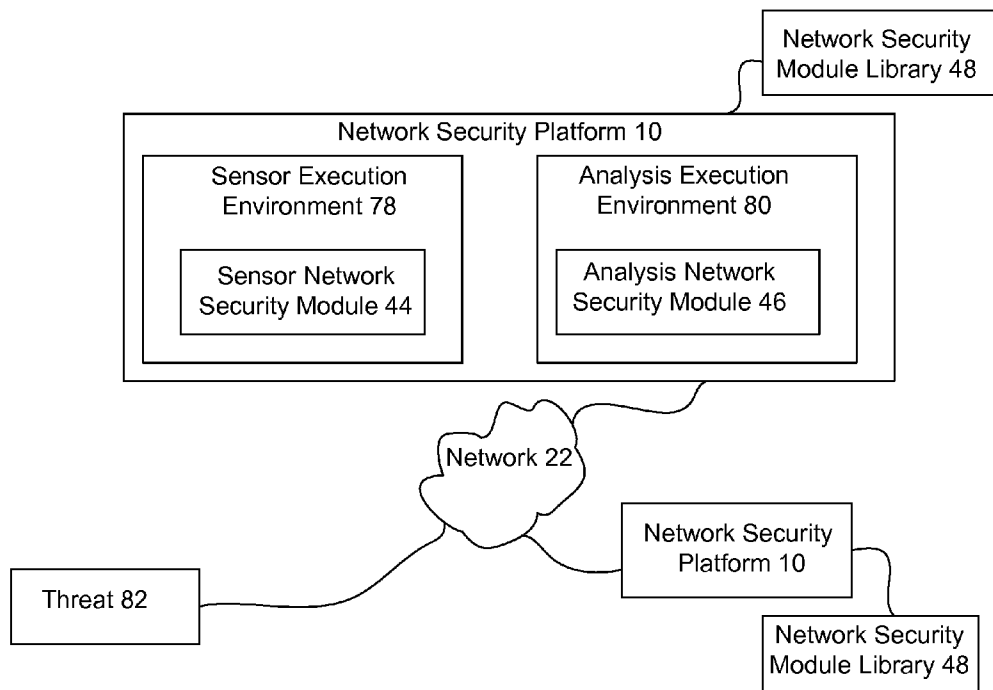 Network Security
Module Library 48
Network Security Platform 10
Sensor Execution
Environment 78
Sensor Network
Security Module 44
Analysis Execution
Environment 80
Analysis Network
Security Module 46
Network 22
Network Security
Platform 10
Threat 82
Network Security
Module Library 48